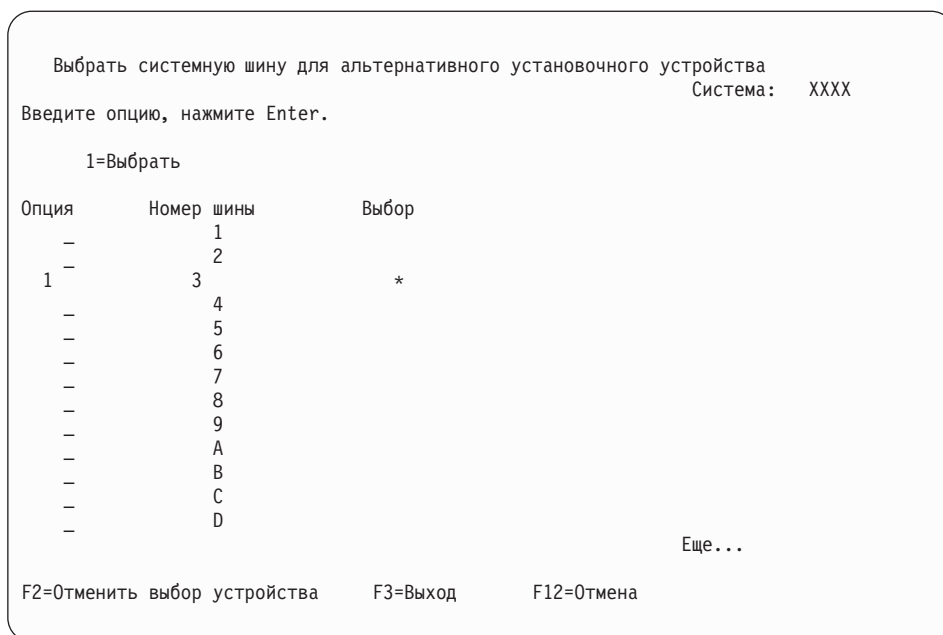 Выбрать системную шину для альтернативного установочного устройства
Система: XXXX
Введите опцию, нажмите Enter.
1=Выбрать
Опция Номер шины Выбор
_ 1
_ 2
1 3 *
_ 4
_ 5
_ 6
_ 7
_ 8
_ 9
_ A
_ B
_ C
_ D
Еще...
F2=Отменить выбор устройства F3=Выход F12=Отмена